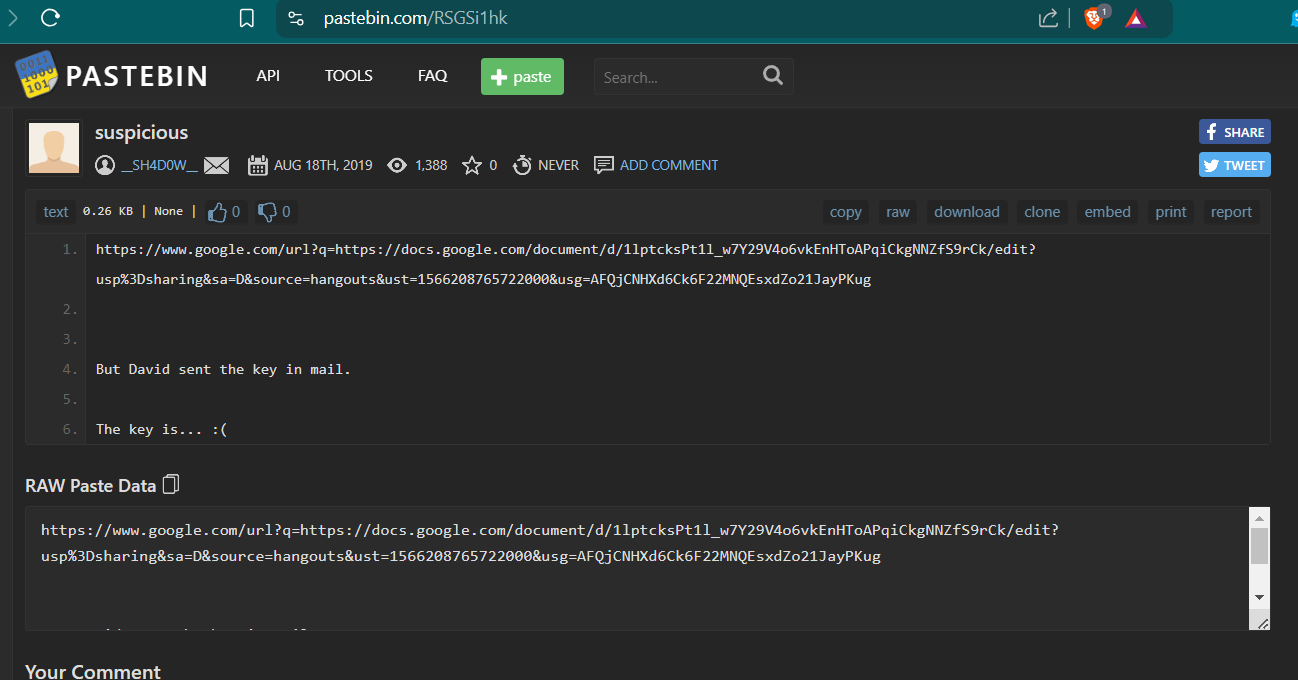 pastebin.com/RSGSi1hk
1
PASTEBIN
API
TOOLS
FAQ
paste
Search...
suspicious
__SH4D0W__
AUG 18TH, 2019
1,388
0
NEVER
ADD COMMENT
SHARE
TWEET
text
0.26 KB | None |
0
0
copy
raw
download
clone
embed
print
report
1. https://www.google.com/url?q=https://docs.google.com/document/d/1lptcksPt1l_w7Y29V4o6vkEnHToAPqiCkgNNZfS9rCk/edit?
usp%3Dsharing&sa=D&source=hangouts&ust=1566208765722000&usg=AFQjCNHXd6Ck6F22MNQEsxdZo21JayPKug
2.
3.
4. But David sent the key in mail.
5.
6. The key is... :(
RAW Paste Data
https://www.google.com/url?q=https://docs.google.com/document/d/1lptcksPt1l_w7Y29V4o6vkEnHToAPqiCkgNNZfS9rCk/edit?
usp%3Dsharing&sa=D&source=hangouts&ust=1566208765722000&usg=AFQjCNHXd6Ck6F22MNQEsxdZo21JayPKug
Your Comment